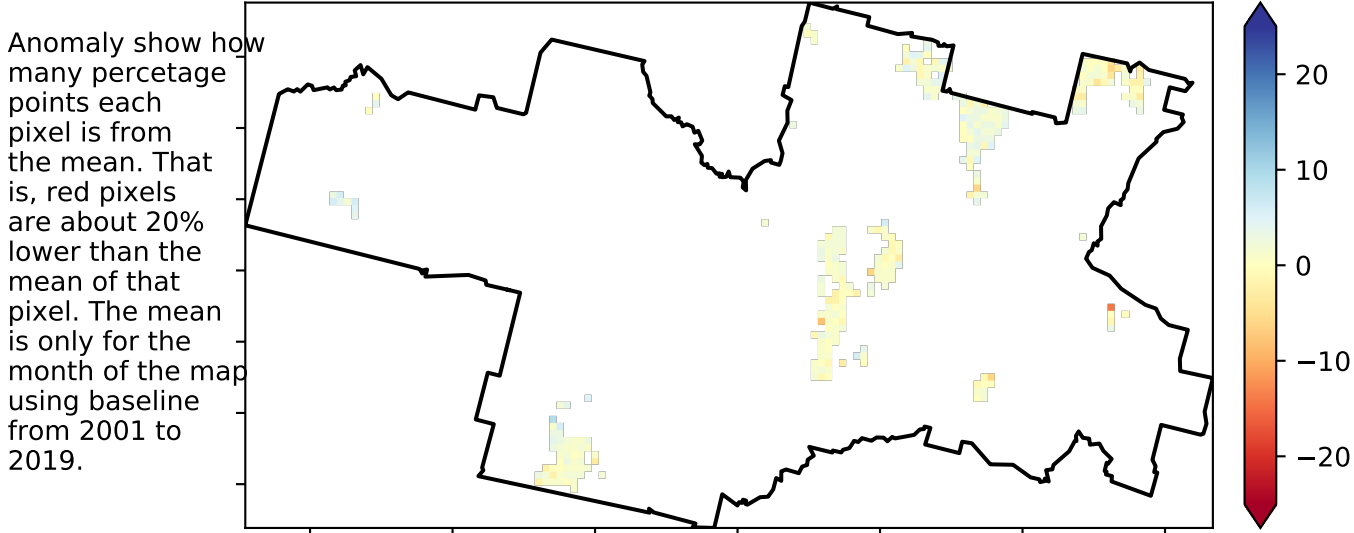 Anomaly show how
many percetage
points each
pixel is from
the mean. That
is, red pixels
are about 20%
lower than the
mean of that
pixel. The mean
is only for the
month of the map
using baseline
from 2001 to
2019.
20
10
0
−10
−20